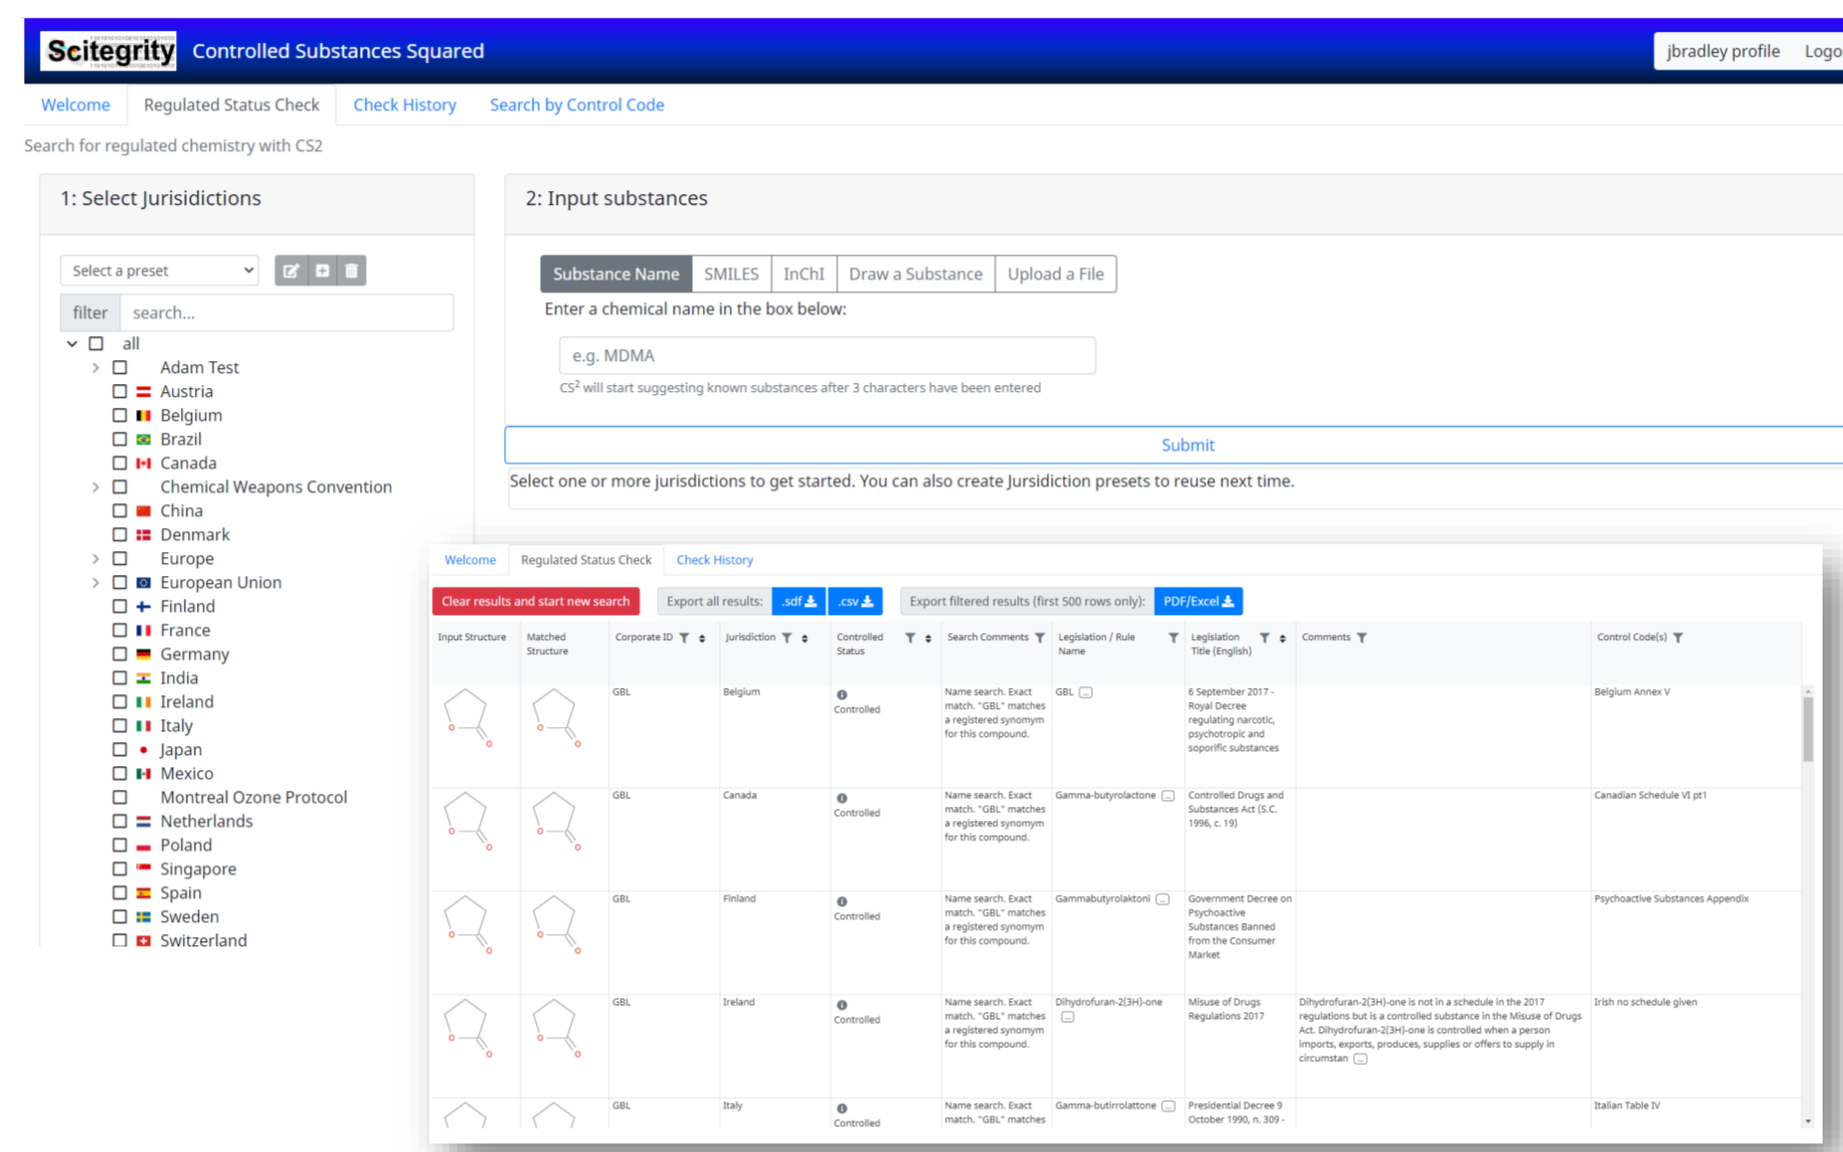 Scitegrity Controlled Substances Squared
jbradley profile Logo
Welcome Regulated Status Check Check History Search by Control Code
Search for regulated chemistry with CS2
1: Select Jurisidictions
Select a preset
filter search...
all
Adam Test
Austria
Belgium
Brazil
Canada
Chemical Weapons Convention
China
Denmark
Europe
European Union
Finland
France
Germany
India
Ireland
Italy
Japan
Mexico
Montreal Ozone Protocol
Netherlands
Poland
Singapore
Spain
Sweden
Switzerland
2: Input substances
Substance Name SMILES InChI Draw a Substance Upload a File
Enter a chemical name in the box below:
e.g. MDMA
CS2 will start suggesting known substances after 3 characters have been entered
Submit
Select one or more jurisdictions to get started. You can also create Jursidiction presets to reuse next time.
Welcome Regulated Status Check Check History
Clear results and start new search Export all results: .sdf .csv Export filtered results (first 500 rows only): PDF/Excel
Input Structure
Matched
Structure
Corporate ID
Jurisdiction
Controlled
Status
Search Comments
Legislation / Rule
Name
Legislation
Title (English)
Comments
Control Code(s)
O
O
O
O
GBL
Belgium
Controlled
Name search. Exact
match. "GBL" matches
a registered synomym
for this compound.
GBL ...
6 September 2017 -
Royal Decree
regulating narcotic,
psychotropic and
soporific substances
Belgium Annex V
O
O
O
O
GBL
Canada
Controlled
Name search. Exact
match. "GBL" matches
a registered synomym
for this compound.
Gamma-butyrolactone ...
Controlled Drugs and
Substances Act (S.C.
1996, c. 19)
Canadian Schedule VI pt1
O
O
O
O
GBL
Finland
Controlled
Name search. Exact
match. "GBL" matches
a registered synomym
for this compound.
Gammabutyrolaktoni ...
Government Decree on
Psychoactive
Substances Banned
from the Consumer
Market
Psychoactive Substances Appendix
O
O
O
O
GBL
Ireland
Controlled
Name search. Exact
match. "GBL" matches
a registered synomym
for this compound.
Dihydrofuran-2(3H)-one
...
Misuse of Drugs
Regulations 2017
Dihydrofuran-2(3H)-one is not in a schedule in the 2017
regulations but is a controlled substance in the Misuse of Drugs
Act. Dihydrofuran-2(3H)-one is controlled when a person
imports, exports, produces, supplies or offers to supply in
circumstan ...
Irish no schedule given
GBL
Italy
Controlled
Name search. Exact
match. "GBL" matches
Gamma-butirrolattone ...
Presidential Decree 9
October 1990, n. 309 -
Italian Table IV